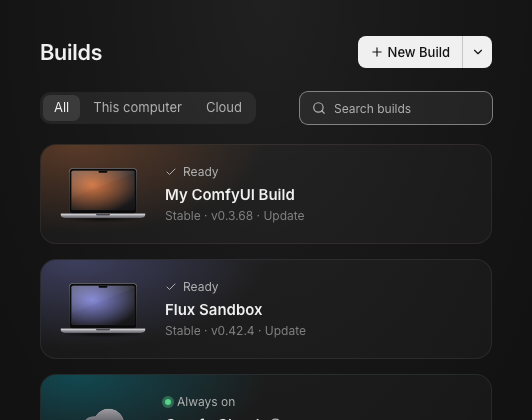 Builds
+ New Build
All
This computer
Cloud
Search builds
Ready
My ComfyUI Build
Stable · v0.3.68 · Update
Ready
Flux Sandbox
Stable · v0.42.4 · Update
Always on